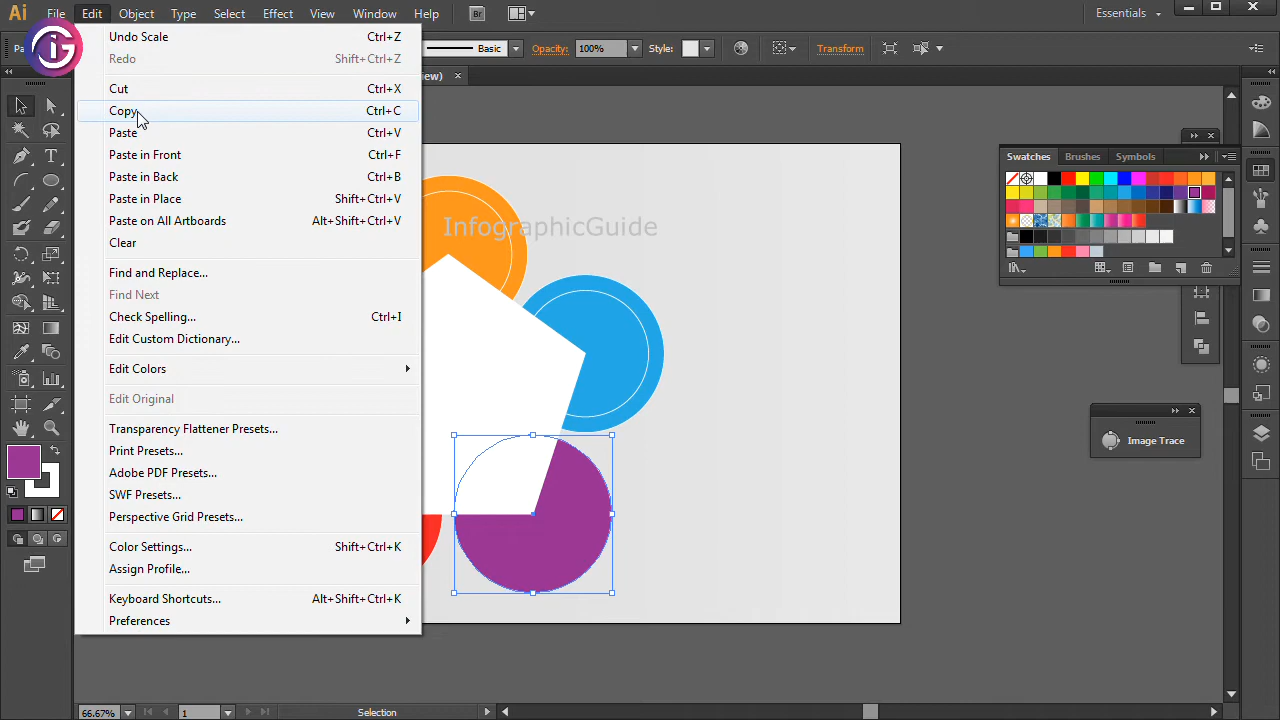 Ai File Edit Object Type Select Effect View Window Help Br Essentials
iG
Undo Scale Ctrl+Z
Basic Opacity: 100% Style: Transform
Redo Shift+Ctrl+Z
Cut Ctrl+X
Copy Ctrl+C
Paste Ctrl+V
Paste in Front Ctrl+F
Paste in Back Ctrl+B
Paste in Place Shift+Ctrl+V
Paste on All Artboards Alt+Shift+Ctrl+V
Clear
Find and Replace...
Find Next
Check Spelling... Ctrl+I
Edit Custom Dictionary...
Edit Colors
Edit Original
Transparency Flattener Presets...
Print Presets...
Adobe PDF Presets...
SWF Presets...
Perspective Grid Presets...
Color Settings... Shift+Ctrl+K
Assign Profile...
Keyboard Shortcuts... Alt+Shift+Ctrl+K
Preferences
InfographicGuide
Swatches Brushes Symbols
Image Trace
66.67% 1 Selection